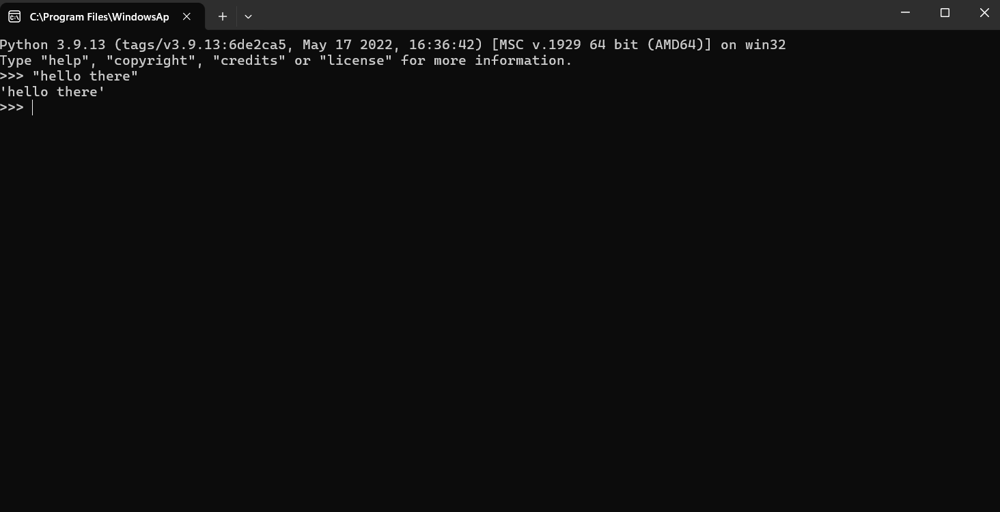 C:\Program Files\WindowsAp
Python 3.9.13 (tags/v3.9.13:6de2ca5, May 17 2022, 16:36:42) [MSC v.1929 64 bit (AMD64)] on win32
Type "help", "copyright", "credits" or "license" for more information.
>>> "hello there"
'hello there'
>>>